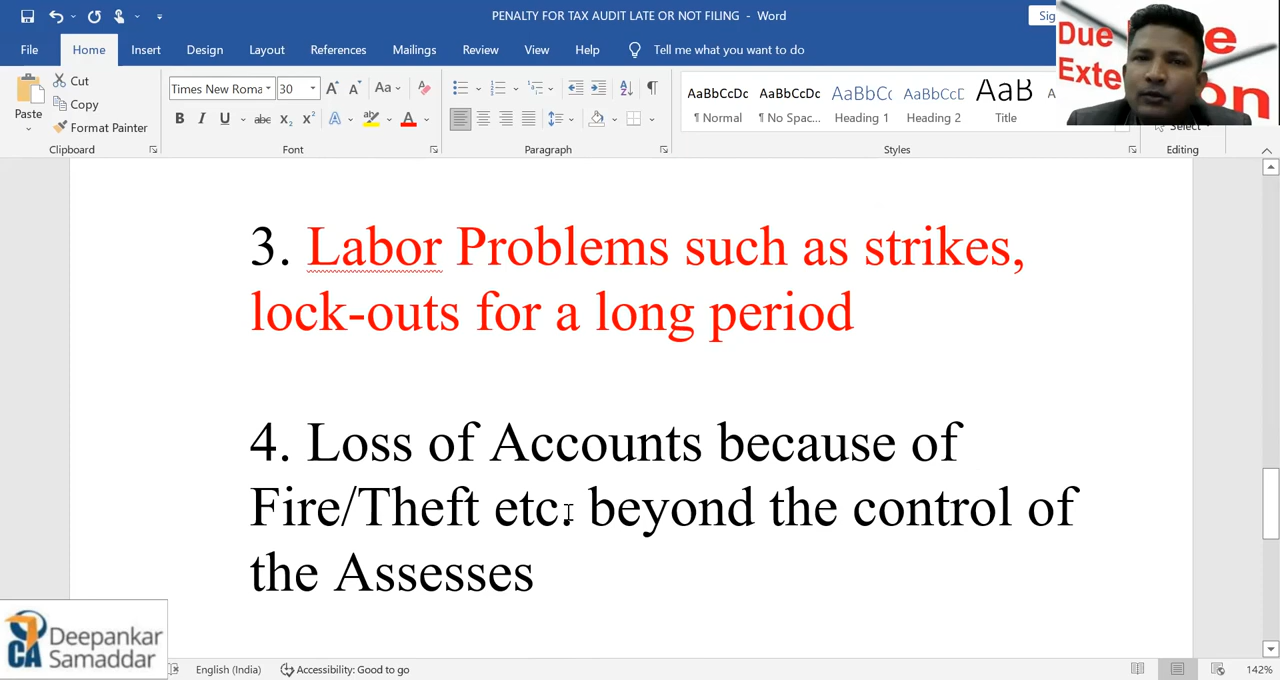 PENALTY FOR TAX AUDIT LATE OR NOT FILING - Word
Sig
Due
Exte
on
File Home Insert Design Layout References Mailings Review View Help Tell me what you want to do
Paste
Cut
Copy
Format Painter
Times New Roma 30
AaBbCcDc AaBbCcDc AaBbCc AaBbCcD AaB
¶ Normal ¶ No Spac... Heading 1 Heading 2 Title
Select
Clipboard Font Paragraph Styles Editing
3. Labor Problems such as strikes,
lock-outs for a long period
4. Loss of Accounts because of
Fire/Theft etc. beyond the control of
the Assesses
CA Deepankar
Samaddar
English (India) Accessibility: Good to go 142%